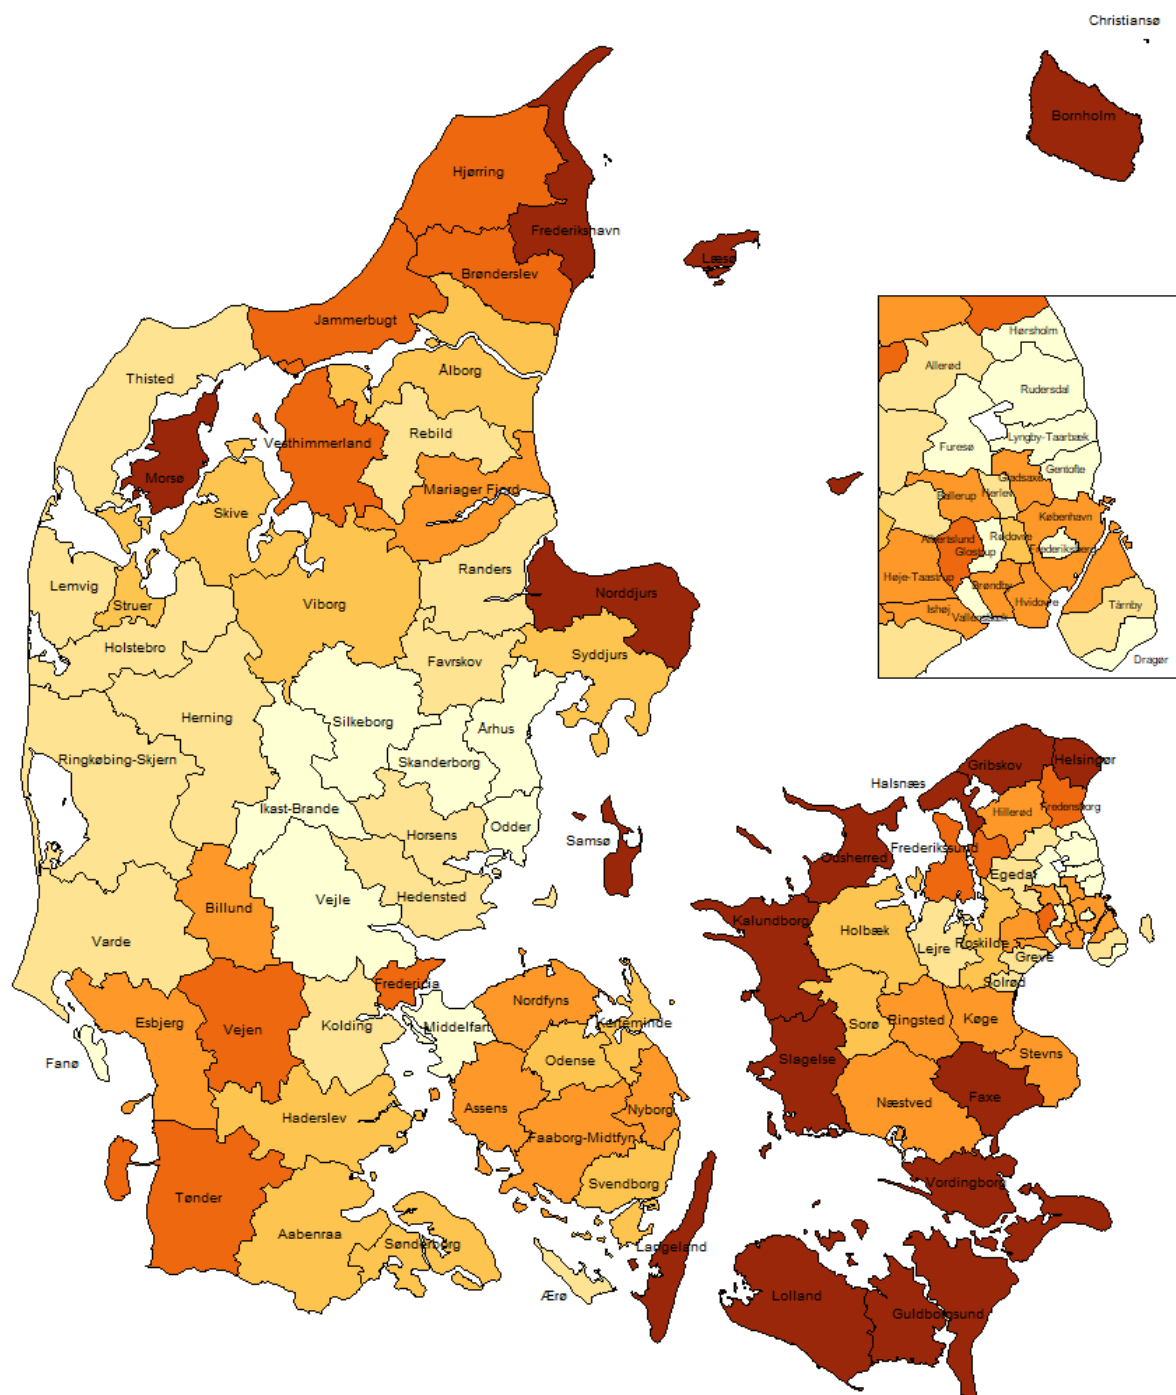 Christiansø
Bornholm
Hjørring
Frederikshavn
Læsø
Brønderslev
Jammerbugt
Thisted
Ålborg
Rebild
Vesthimmerland
Morsø
Mariager Fjord
Skive
Randers
Lemvig
Struer
Viborg
Norddjurs
Holstebro
Favrskov
Syddjurs
Herning
Silkeborg
Århus
Ringkøbing-Skjern
Skanderborg
Ikast-Brande
Horsens
Odder
Samsø
Hedensted
Vejle
Billund
Varde
Fredericia
Esbjerg
Vejen
Kolding
Middelfart
Nordfyns
Kerteminde
Fanø
Odense
Haderslev
Assens
Nyborg
Faaborg-Midtfyn
Svendborg
Tønder
Aabenraa
Sønderborg
Langeland
Ærø
Hørsholm
Allerød
Rudersdal
Lyngby-Taarbæk
Furesø
Gentofte
Gladsaxe
Ballerup
Herlev
København
Rødovre
Albertslund
Glostrup
Frederiksberg
Høje-Taastrup
Brøndby
Hvidovre
Ishøj
Vallensbæk
Tårnby
Dragør
Helsingør
Gribskov
Halsnæs
Hillerød
Fredensborg
Frederikssund
Odsherred
Egedal
Kalundborg
Holbæk
Lejre
Roskilde
Greve
Solrød
Sorø
Ringsted
Køge
Stevns
Slagelse
Næstved
Faxe
Vordingborg
Lolland
Guldborgsund